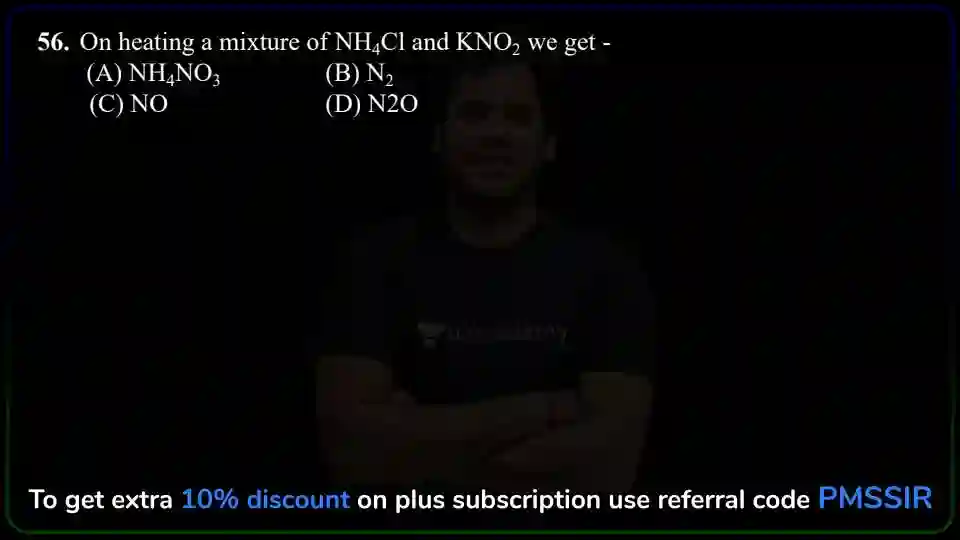 56. On heating a mixture of NH₄Cl and KNO₂ we get -
(A) NH₄NO₃ (B) N₂
(C) NO (D) N2O
To get extra 10% discount on plus subscription use referral code PMSSIR